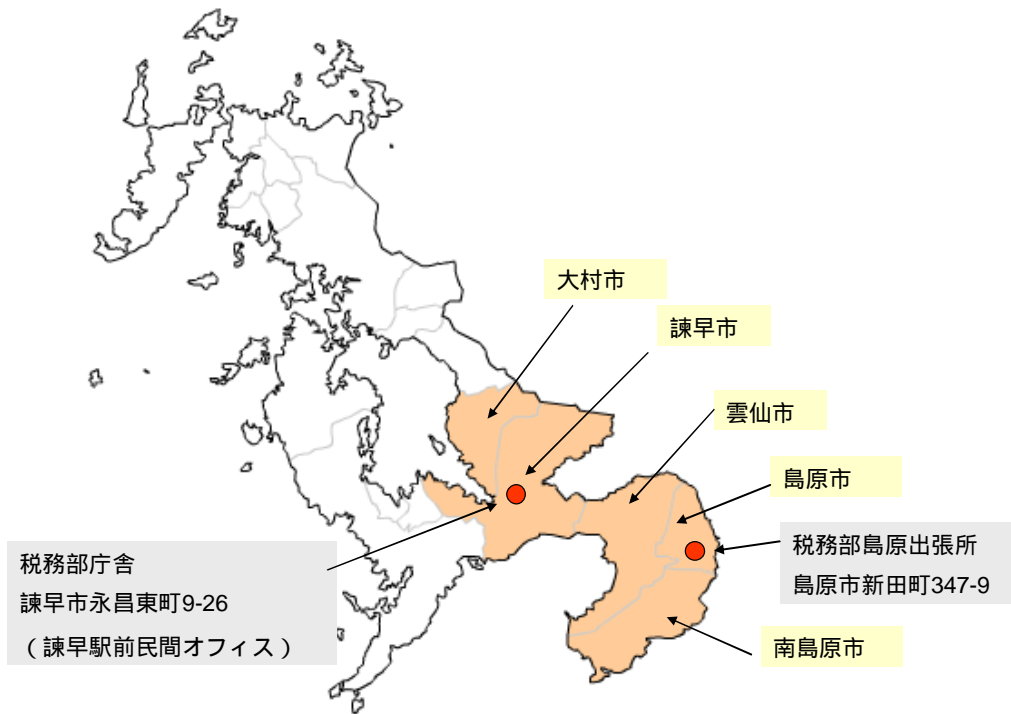 大村市
諫早市
雲仙市
島原市
税務部島原出張所
島原市新田町347-9
税務部庁舎
諫早市永昌東町9-26
（諫早駅前民間オフィス）
南島原市